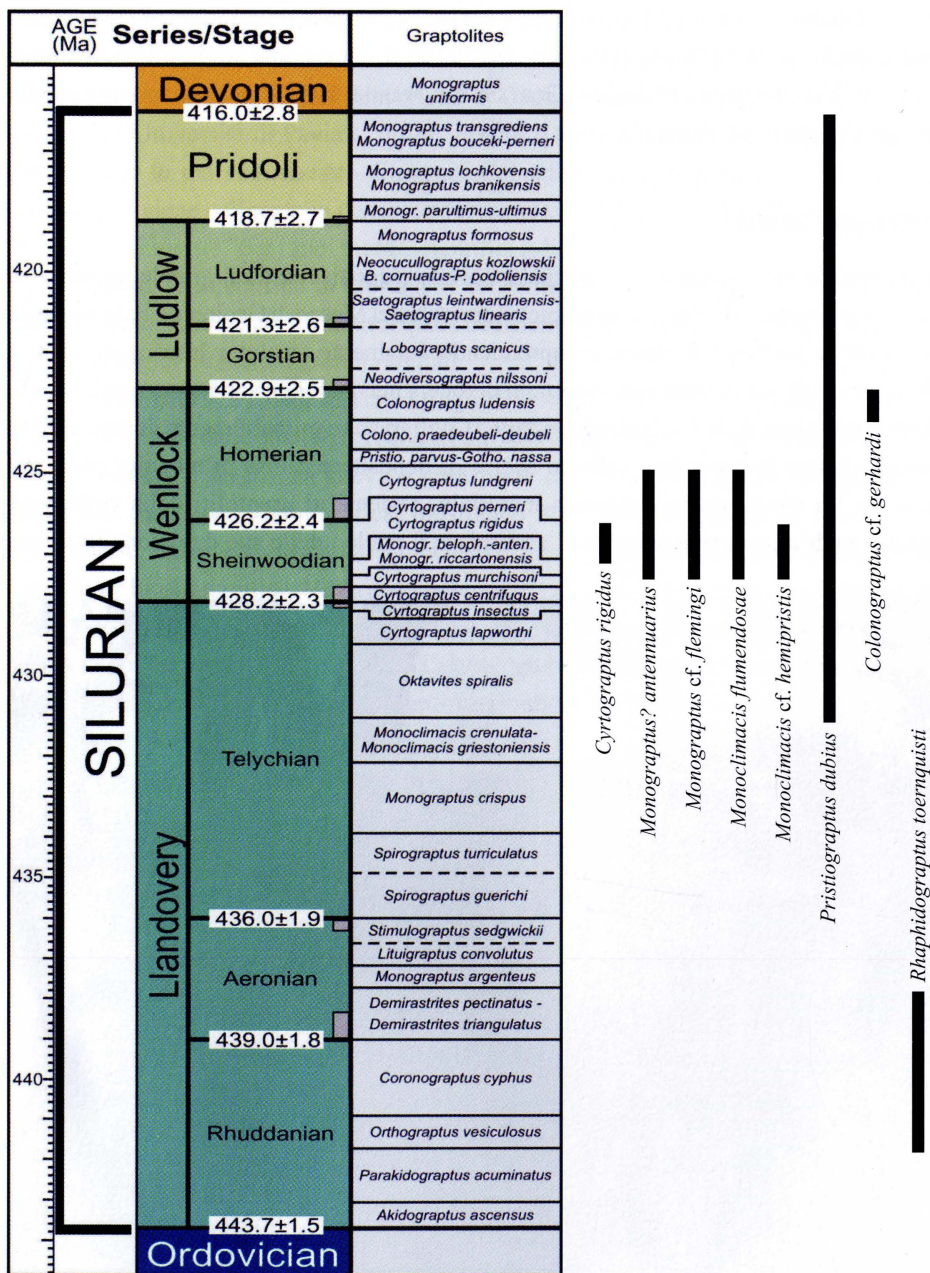 AGE
(Ma)
Series/Stage
Graptolites
Devonian
Monograptus
uniformis
416.0±2.8
Pridoli
Monograptus transgrediens
Monograptus bouceki-perneri
Monograptus lochkovensis
Monograptus branikensis
Monogr. parultimus-ultimus
418.7±2.7
SILURIAN
Ludlow
Ludfordian
Monograptus formosus
420
Neocucullograptus kozlowskii
B. cornuatus-P. podoliensis
Saetograptus leintwardinensis-
Saetograptus linearis
421.3±2.6
Gorstian
Lobograptus scanicus
Neodiversograptus nilssoni
422.9±2.5
Wenlock
Homerian
Colonograptus ludensis
Colono. praedeubeli-deubeli
Pristio. parvus-Gotho. nassa
425
Cyrtograptus lundgreni
Cyrtograptus perneri
Cyrtograptus rigidus
426.2±2.4
Sheinwoodian
Monogr. beloph.-anten.
Monogr. riccartonensis
Cyrtograptus murchisoni
Cyrtograptus centrifugus
428.2±2.3
Cyrtograptus insectus
Llandovery
Telychian
Cyrtograptus lapworthi
430
Oktavites spiralis
Monoclimacis crenulata-
Monoclimacis griestoniensis
Monograptus crispus
Spirograptus turriculatus
435
Spirograptus guerichi
436.0±1.9
Aeronian
Stimulograptus sedgwickii
Lituigraptus convolutus
Monograptus argenteus
Demirastrites pectinatus -
Demirastrites triangulatus
439.0±1.8
Rhuddanian
440
Coronograptus cyphus
Orthograptus vesiculosus
Parakidograptus acuminatus
Akidograptus ascensus
443.7±1.5
Ordovician
Cyrtograptus rigidus
Monograptus? antennuarius
Monograptus cf. flemingi
Monoclimacis flumendosae
Monoclimacis cf. hemipristis
Pristiograptus dubius
Colonograptus cf. gerhardi
Rhaphidograptus toernquisti